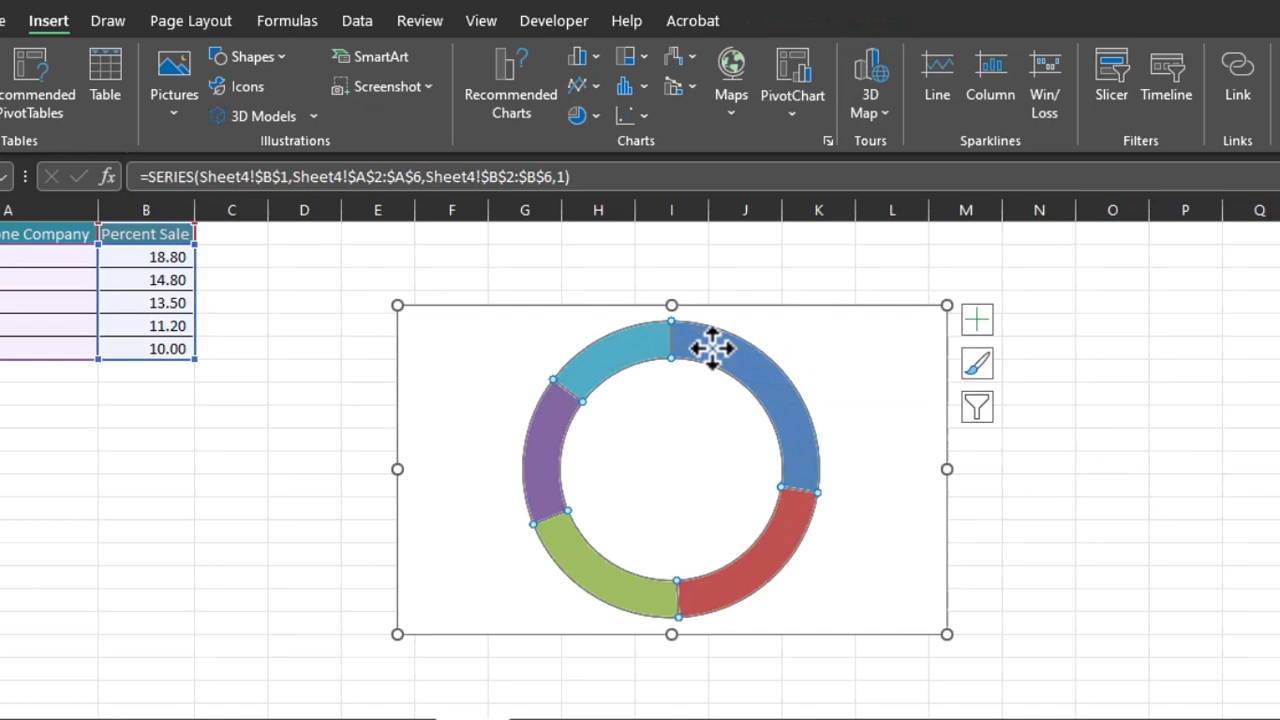 Insert Draw Page Layout Formulas Data Review View Developer Help Acrobat
Shapes SmartArt
Icons Screenshot
3D Models
PivotTables Table Pictures Recommended Charts Maps PivotChart 3D Map Line Column Win/Loss Slicer Timeline Link
Tables Illustrations Charts Tours Sparklines Filters Links
fx =SERIES(Sheet4!$B$1,Sheet4!$A$2:$A$6,Sheet4!$B$2:$B$6,1)
A B C D E F G H I J K L M N O P Q
Company Percent Sale
18.80
14.80
13.50
11.20
10.00